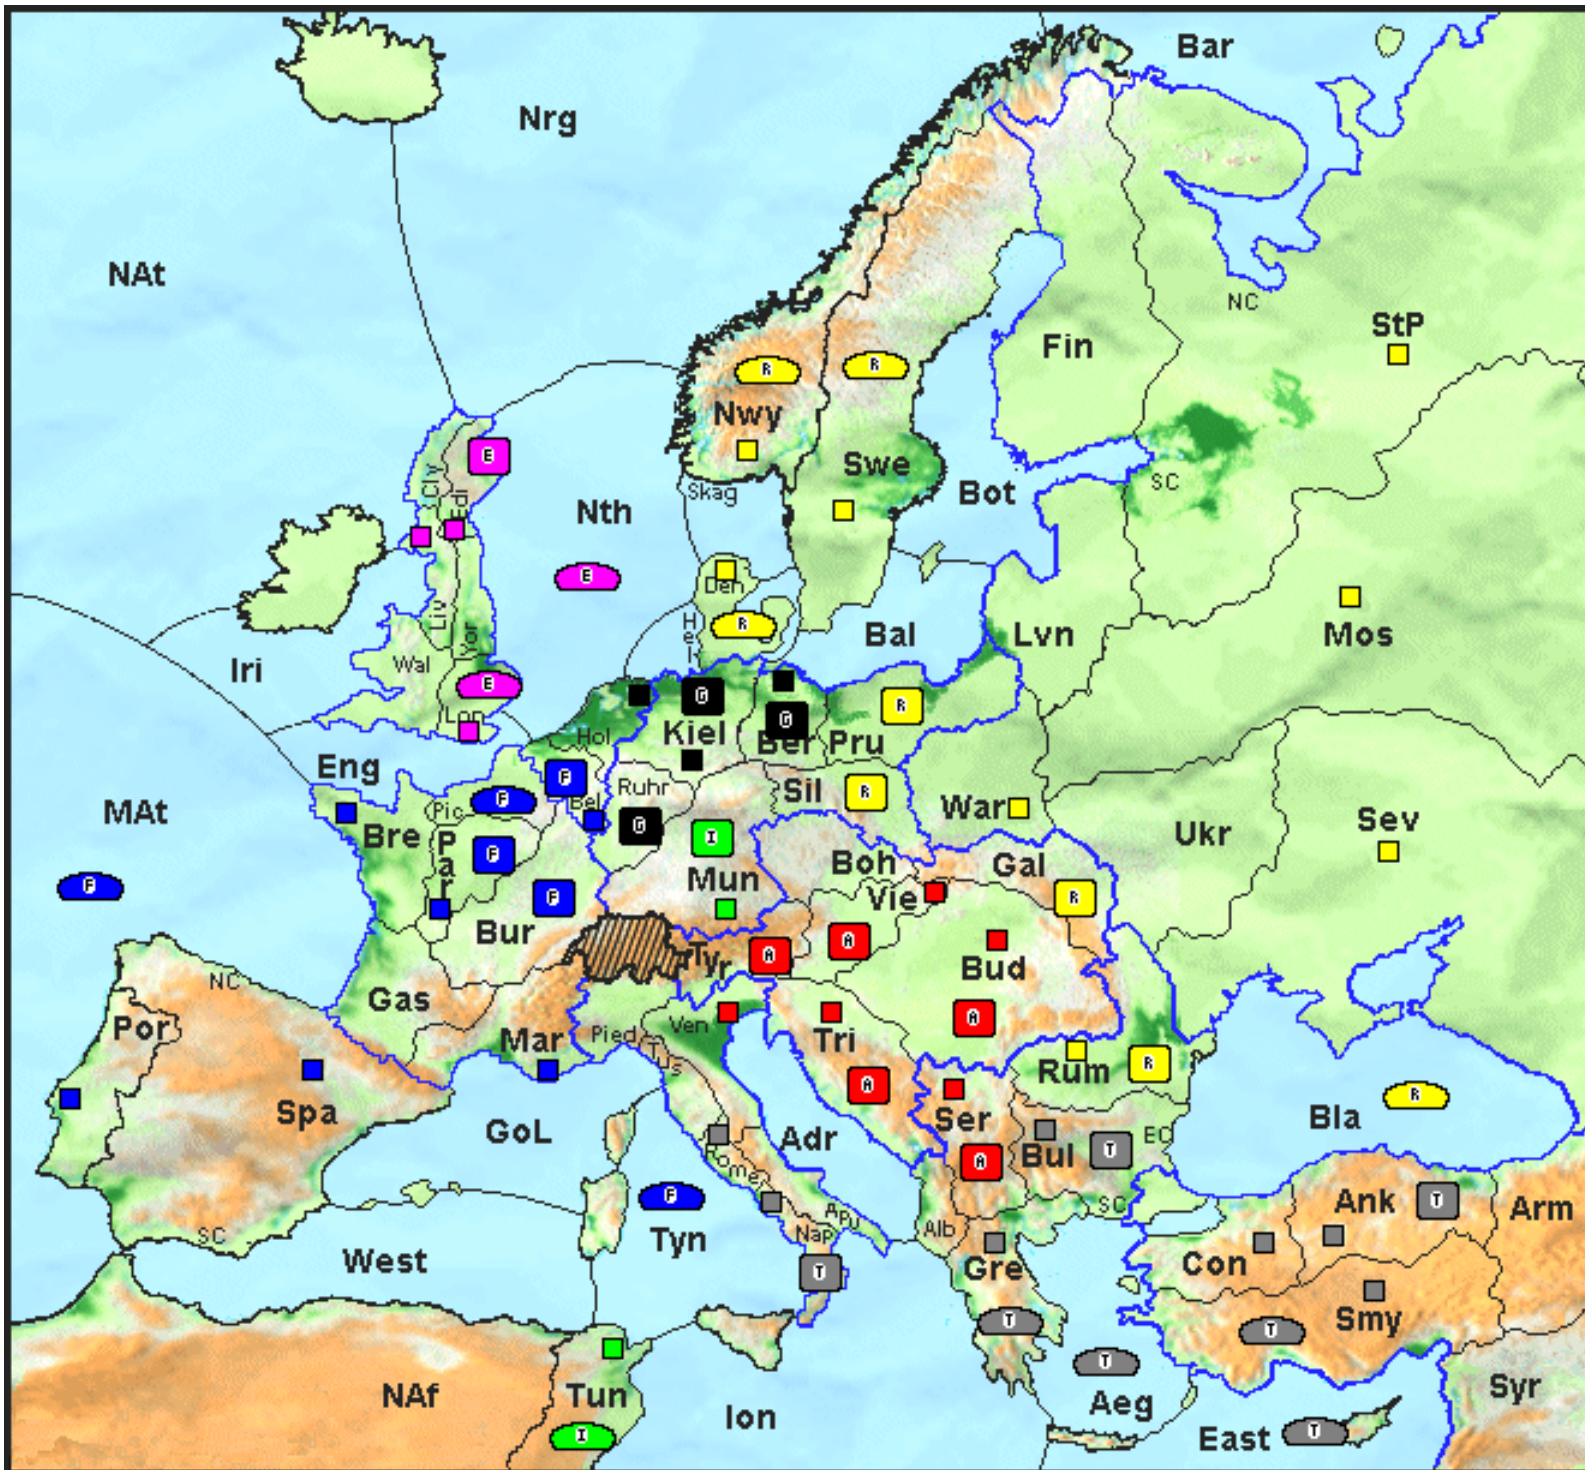 Bar
Nrg
NAt
NC
StP
Fin
R
R
Nwy
E
Cly
Edi
Swe
SC
Skag
Bot
Nth
E
Den
Hel
R
Bal
Lvn
Mos
Liv
Yor
Wal
Iri
E
Lon
G
G
R
Hol
Kiel
Ber
Pru
Eng
F
Ruhr
Sil
R
F
Pic
Bel
War
MAt
Bre
Par
F
G
I
Boh
Gal
Ukr
Sev
F
Mun
Vie
R
F
Bur
A
A
Tyr
Bud
NC
Gas
Por
Ven
A
Pied
Tus
Mar
Tri
Rum
R
A
Spa
GoL
Ser
Bla
R
Adr
EC
Bul
T
A
Rome
F
SC
Ank
T
Arm
Apu
Alb
Nap
SC
Tyn
West
Con
Gre
T
T
T
Smy
T
NAf
Tun
Ion
Aeg
Syr
I
East
T